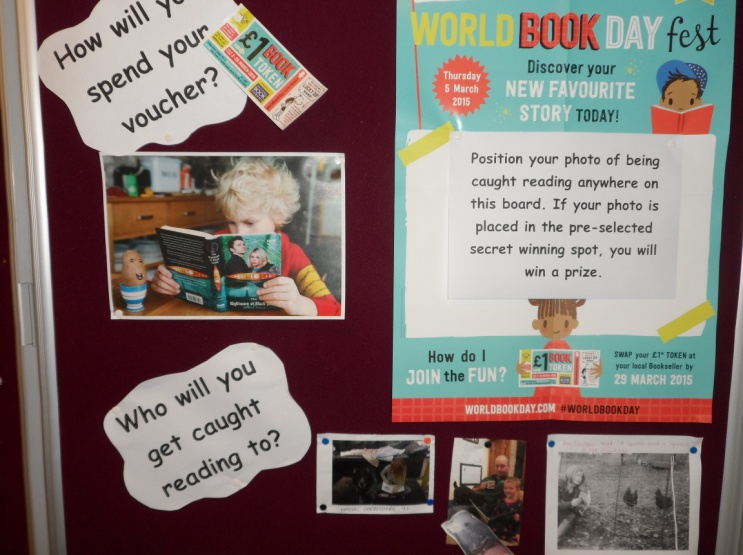 How will you
spend your
voucher?
£1 BOOK
TOKEN
WORLD BOOK DAY fest
Thursday
5 March
2015
Discover your
NEW FAVOURITE
STORY TODAY!
Position your photo of being
caught reading anywhere on
this board. If your photo is
placed in the pre-selected
secret winning spot, you will
win a prize.
How do I
JOIN the FUN?
£1 BOOK
TOKEN
SWAP your £1* TOKEN at
your local Bookseller by
29 MARCH 2015
WORLDBOOKDAY.COM #WORLDBOOKDAY
Who will you
get caught
reading to?